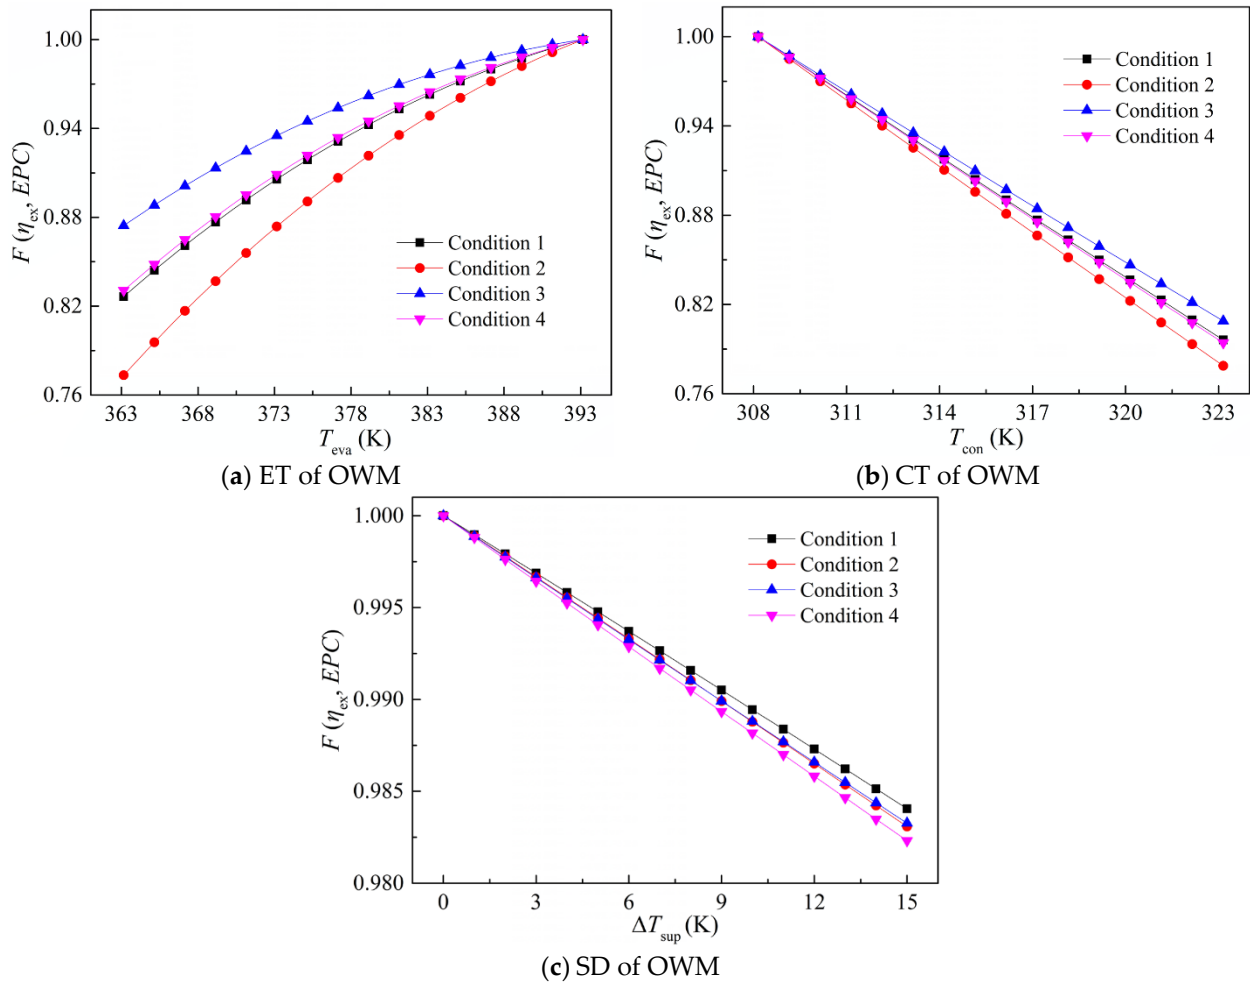 1.00
0.94
0.88
0.82
0.76
F (ηex, EPC)
Condition 1
Condition 2
Condition 3
Condition 4
363 368 373 378 383 388 393
Teva (K)
(a) ET of OWM
1.00
0.94
0.88
0.82
0.76
F (ηex, EPC)
Condition 1
Condition 2
Condition 3
Condition 4
308 311 314 317 320 323
Tcon (K)
(b) CT of OWM
1.000
0.995
0.990
0.985
0.980
F (ηex, EPC)
Condition 1
Condition 2
Condition 3
Condition 4
0 3 6 9 12 15
ΔTsup (K)
(c) SD of OWM